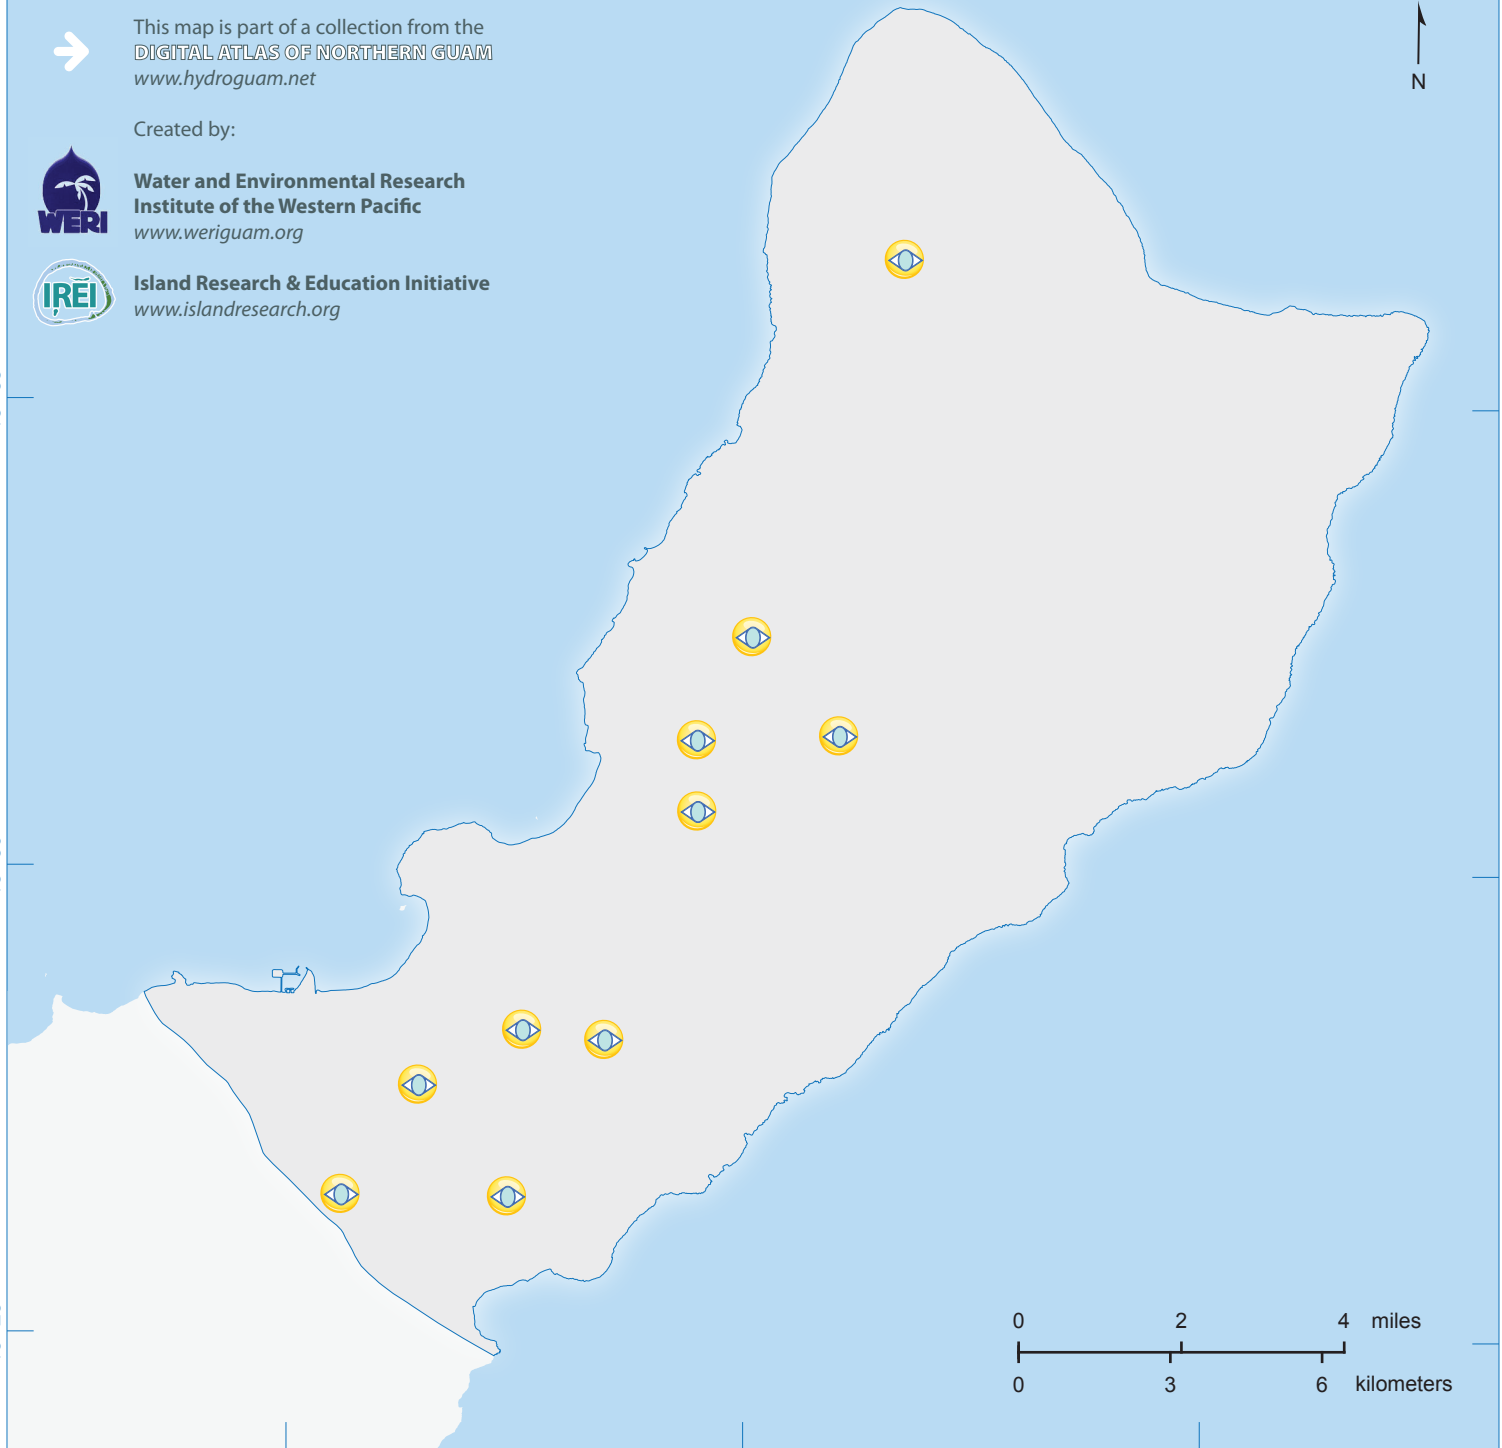 This map is part of a collection from the
DIGITAL ATLAS OF NORTHERN GUAM
www.hydroguam.net
Created by:
WERI
Water and Environmental Research
Institute of the Western Pacific
www.weriguam.org
IREI
Island Research & Education Initiative
www.islandresearch.org
N
0 2 4 miles
0 3 6 kilometers